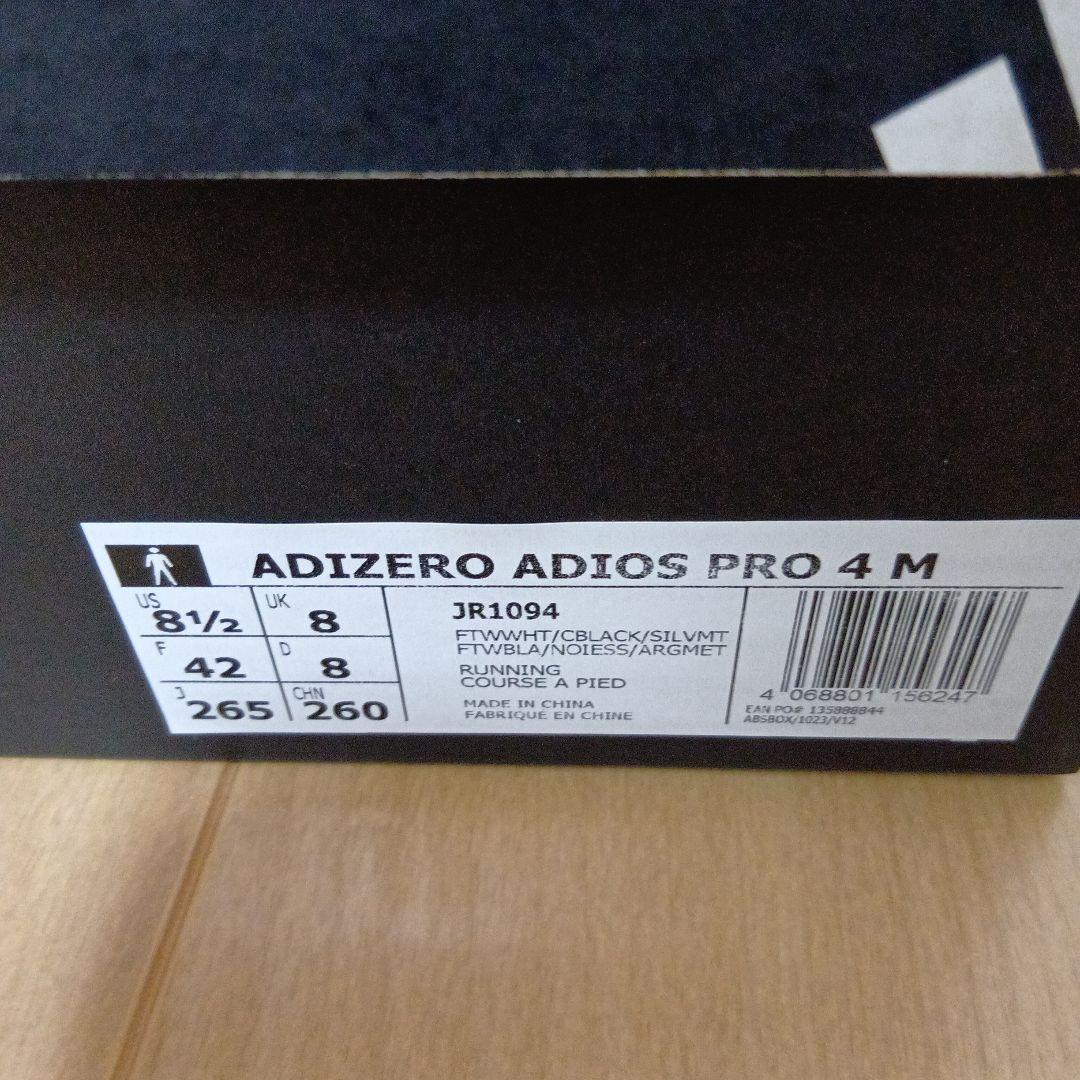 ADIZERO ADIOS PRO 4 M
US 8½ UK 8
F 42 D 8
J 265 CHN 260
JR1094
FTWWHT/CBLACK/SILVMT
FTWBLA/NOIESS/ARGMET
RUNNING
COURSE A PIED
MADE IN CHINA
FABRIQUÉ EN CHINE
4 068801 156247
EAN PO# 135888844
ABSBOX/1023/V12